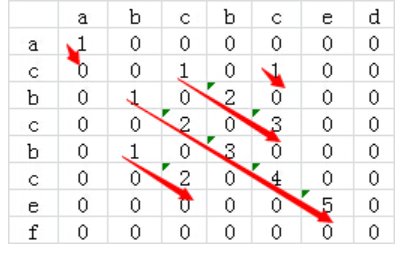 a b c b c e d
a 1 0 0 0 0 0 0
c 0 0 1 0 1 0 0
b 0 1 0 2 0 0 0
c 0 0 2 0 3 0 0
b 0 1 0 3 0 0 0
c 0 0 2 0 4 0 0
e 0 0 0 0 0 5 0
f 0 0 0 0 0 0 0